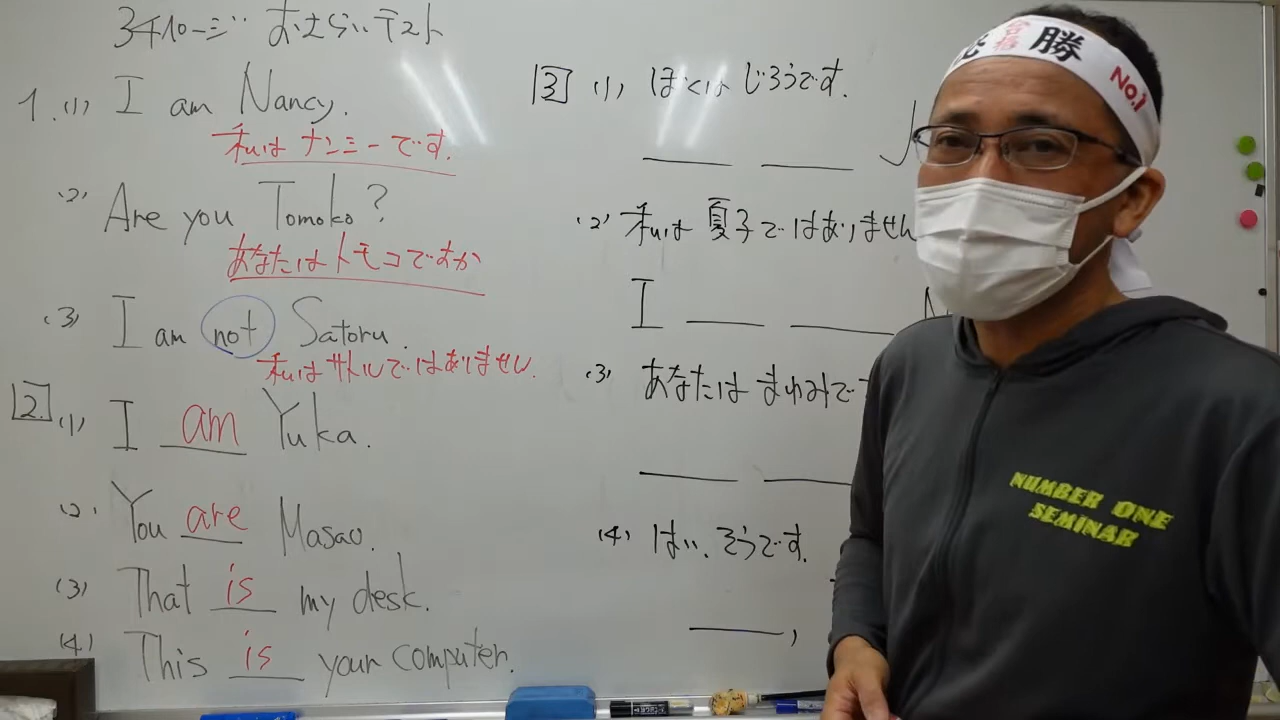 34ページ おさらいテスト
1.(1) I am Nancy.
私はナンシーです.
(2) Are you Tomoko?
あなたはトモコですか
(3) I am not Satoru.
私はサトルではありません.
2. (1) I am Yuka.
(2) You are Masao.
(3) That is my desk.
(4) This is your computer.
3 (1) ぼくは じろうです.
J
(2) 私は 夏子ではありません
I
(3) あなたは まなみで
(4) はい、そうです.
,
必勝
合格
No.1
NUMBER ONE
SEMINAR